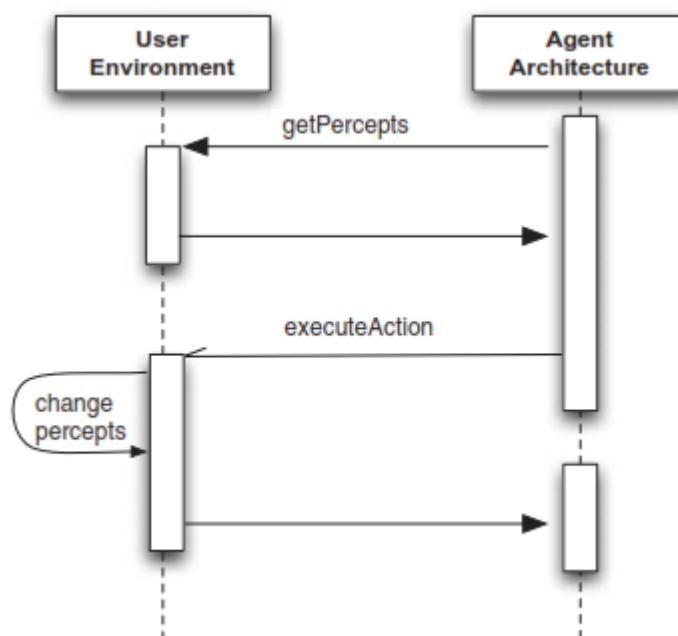 User
Environment
Agent
Architecture
getPercepts
executeAction
change
percepts